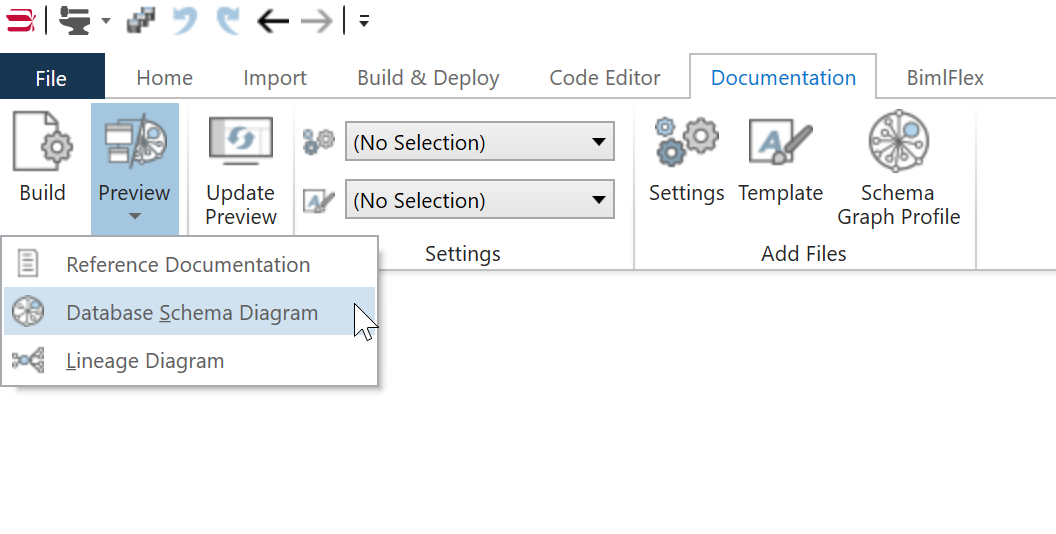 File Home Import Build & Deploy Code Editor Documentation BimlFlex
Build
Preview
Update
Preview
(No Selection)
(No Selection)
Settings
Settings
Template
Schema
Graph Profile
Add Files
Reference Documentation
Database Schema Diagram
Lineage Diagram